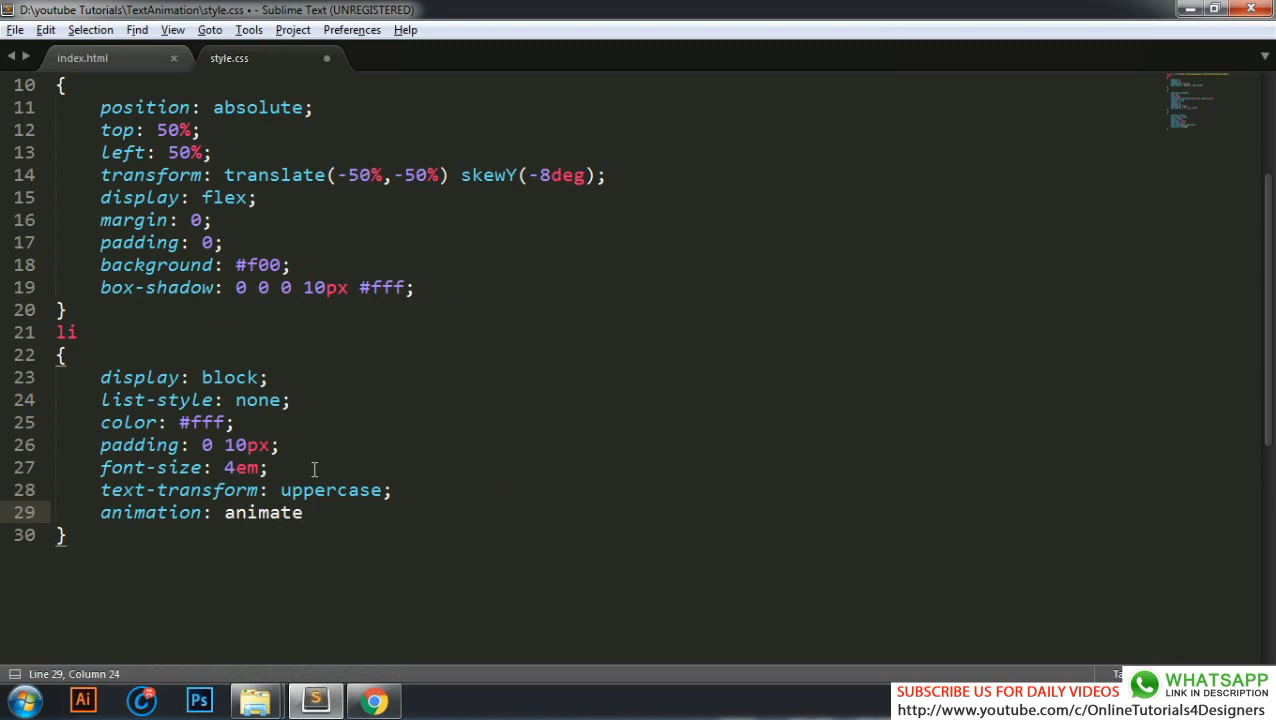 D:\youtube Tutorials\TextAnimation\style.css • - Sublime Text (UNREGISTERED)
File Edit Selection Find View Goto Tools Project Preferences Help
index.html × style.css
10 {
11 position: absolute;
12 top: 50%;
13 left: 50%;
14 transform: translate(-50%,-50%) skewY(-8deg);
15 display: flex;
16 margin: 0;
17 padding: 0;
18 background: #f00;
19 box-shadow: 0 0 0 10px #fff;
20 }
21 li
22 {
23 display: block;
24 list-style: none;
25 color: #fff;
26 padding: 0 10px;
27 font-size: 4em;
28 text-transform: uppercase;
29 animation: animate
30 }
Line 29, Column 24
Ai Ps S
SUBSCRIBE US FOR DAILY VIDEOS
WHATSAPP
LINK IN DESCRIPTION
http://www.youtube.com/c/OnlineTutorials4Designers